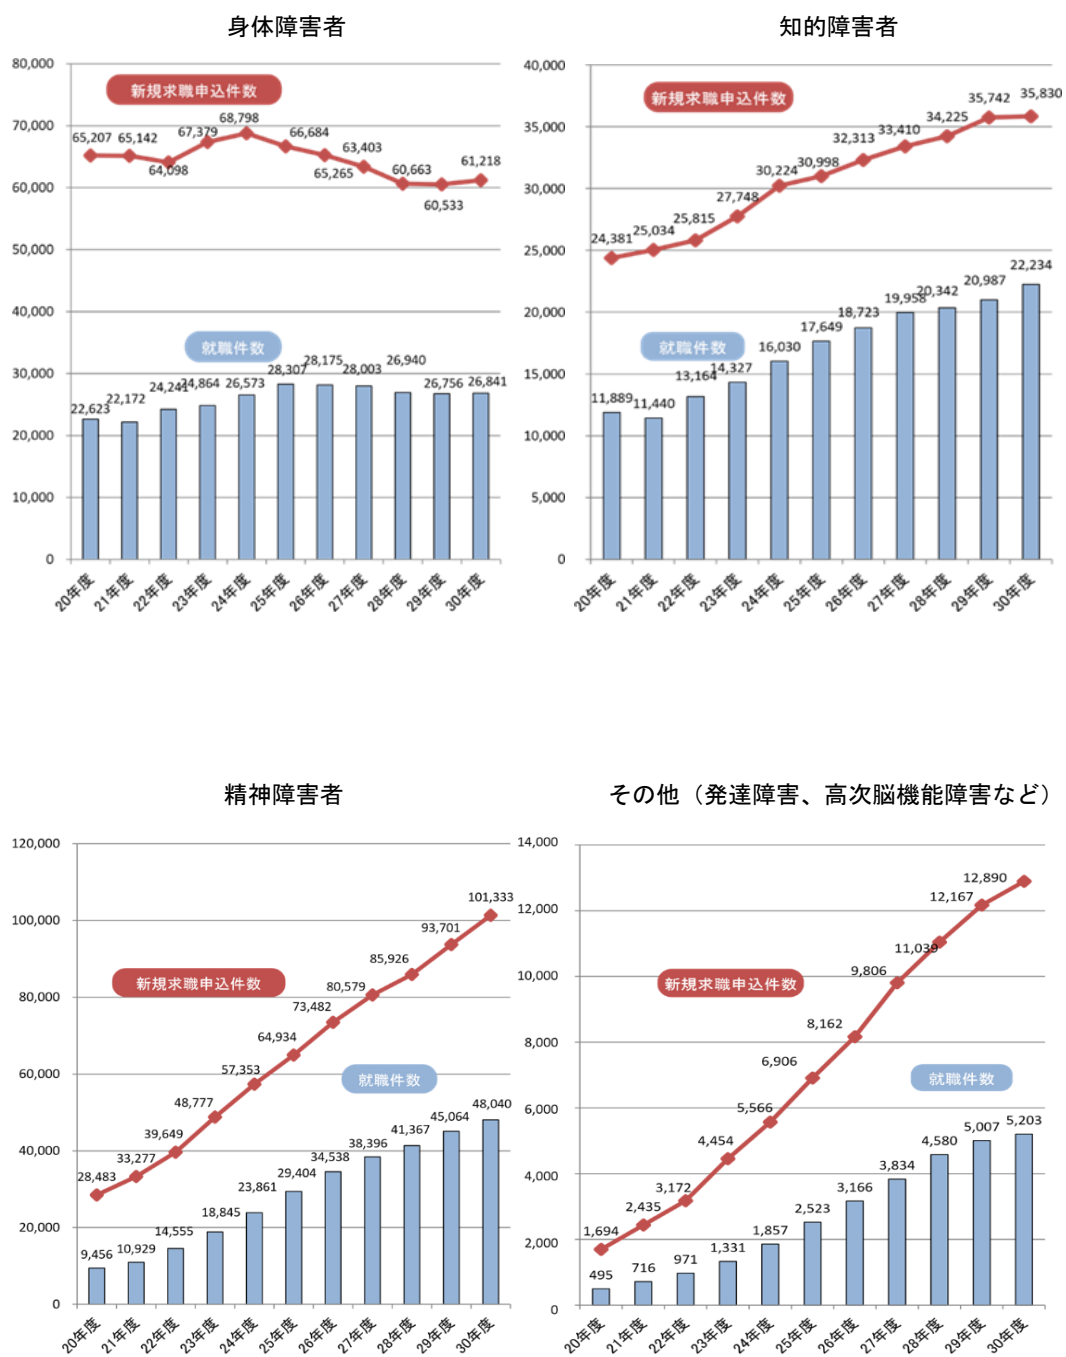 身体障害者
80,000
70,000
60,000
50,000
40,000
30,000
20,000
10,000
0
新規求職申込件数
65,207
65,142
64,098
67,379
68,798
66,684
65,265
63,403
60,663
60,533
61,218
就職件数
22,623
22,172
24,241
24,864
26,573
28,307
28,175
28,003
26,940
26,756
26,841
20年度
21年度
22年度
23年度
24年度
25年度
26年度
27年度
28年度
29年度
30年度
知的障害者
40,000
35,000
30,000
25,000
20,000
15,000
10,000
5,000
0
新規求職申込件数
24,381
25,034
25,815
27,748
30,224
30,998
32,313
33,410
34,225
35,742
35,830
就職件数
11,889
11,440
13,164
14,327
16,030
17,649
18,723
19,958
20,342
20,987
22,234
20年度
21年度
22年度
23年度
24年度
25年度
26年度
27年度
28年度
29年度
30年度
精神障害者
120,000
100,000
80,000
60,000
40,000
20,000
0
新規求職申込件数
28,483
33,277
39,649
48,777
57,353
64,934
73,482
80,579
85,926
93,701
101,333
就職件数
9,456
10,929
14,555
18,845
23,861
29,404
34,538
38,396
41,367
45,064
48,040
20年度
21年度
22年度
23年度
24年度
25年度
26年度
27年度
28年度
29年度
30年度
その他（発達障害、高次脳機能障害など）
14,000
12,000
10,000
8,000
6,000
4,000
2,000
0
新規求職申込件数
1,694
2,435
3,172
4,454
5,566
6,906
8,162
9,806
11,039
12,167
12,890
就職件数
495
716
971
1,331
1,857
2,523
3,166
3,834
4,580
5,007
5,203
20年度
21年度
22年度
23年度
24年度
25年度
26年度
27年度
28年度
29年度
30年度